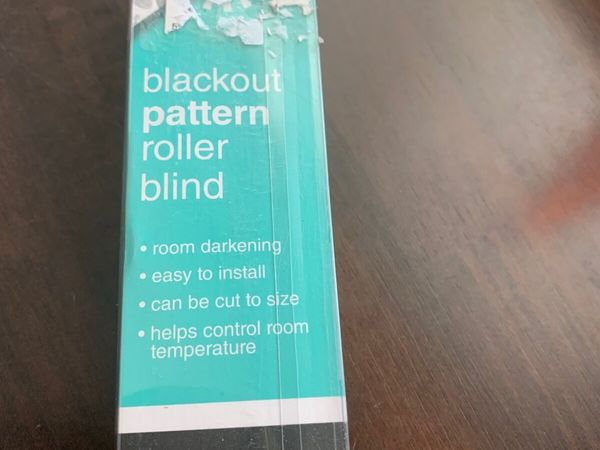 blackout
pattern
roller
blind
• room darkening
• easy to install
• can be cut to size
• helps control room
temperature